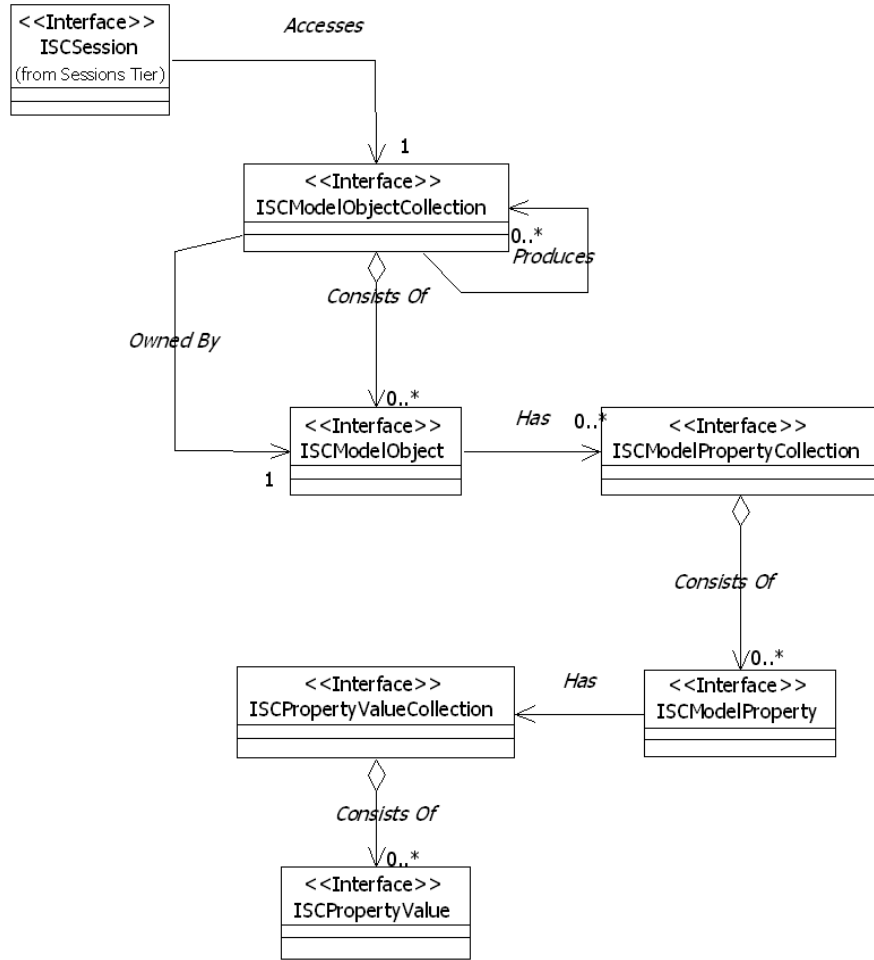 <<Interface>>
ISCSession
(from Sessions Tier)
Accesses
1
<<Interface>>
ISCModelObjectCollection
0..*
Produces
Consists Of
Owned By
0..*
<<Interface>>
ISCModelObject
1
Has
0..*
<<Interface>>
ISCModelPropertyCollection
Consists Of
0..*
<<Interface>>
ISCModelProperty
Has
<<Interface>>
ISCPropertyValueCollection
Consists Of
0..*
<<Interface>>
ISCPropertyValue